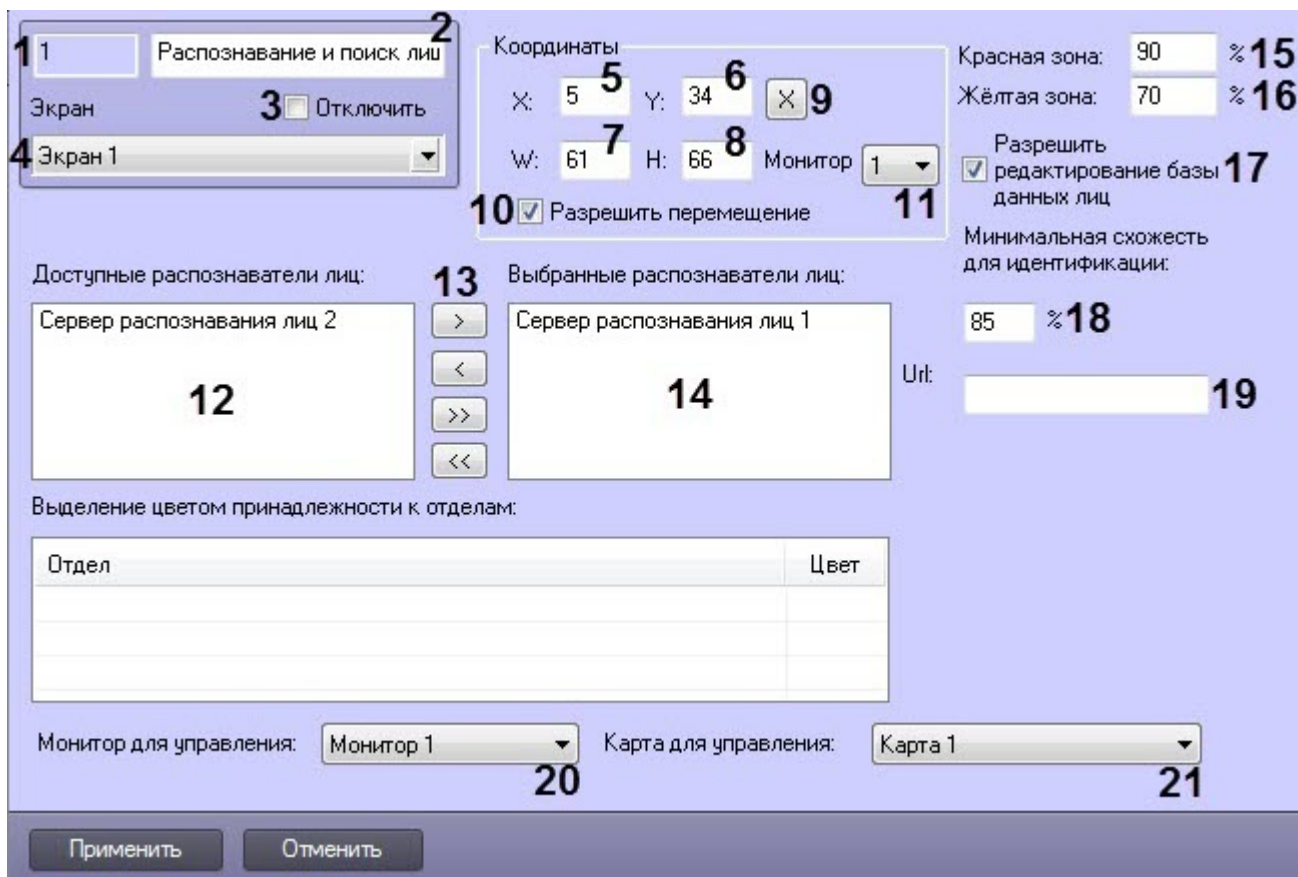 1 1 Распознавание и поиск лиц 2
Экран 3 Отключить
4 Экран 1
Координаты
X: 5 5 Y: 34 6 X 9
W: 61 7 H: 66 8 Монитор 1 11
10 Разрешить перемещение
Красная зона: 90 % 15
Жёлтая зона: 70 % 16
Разрешить
редактирование базы 17
данных лиц
Минимальная схожесть
для идентификации:
85 % 18
Url: 19
Доступные распознаватели лиц:
Сервер распознавания лиц 2
12
13
>
<
>>
<<
Выбранные распознаватели лиц:
Сервер распознавания лиц 1
14
Выделение цветом принадлежности к отделам:
Отдел Цвет
Монитор для управления: Монитор 1 20
Карта для управления: Карта 1 21
Применить Отменить